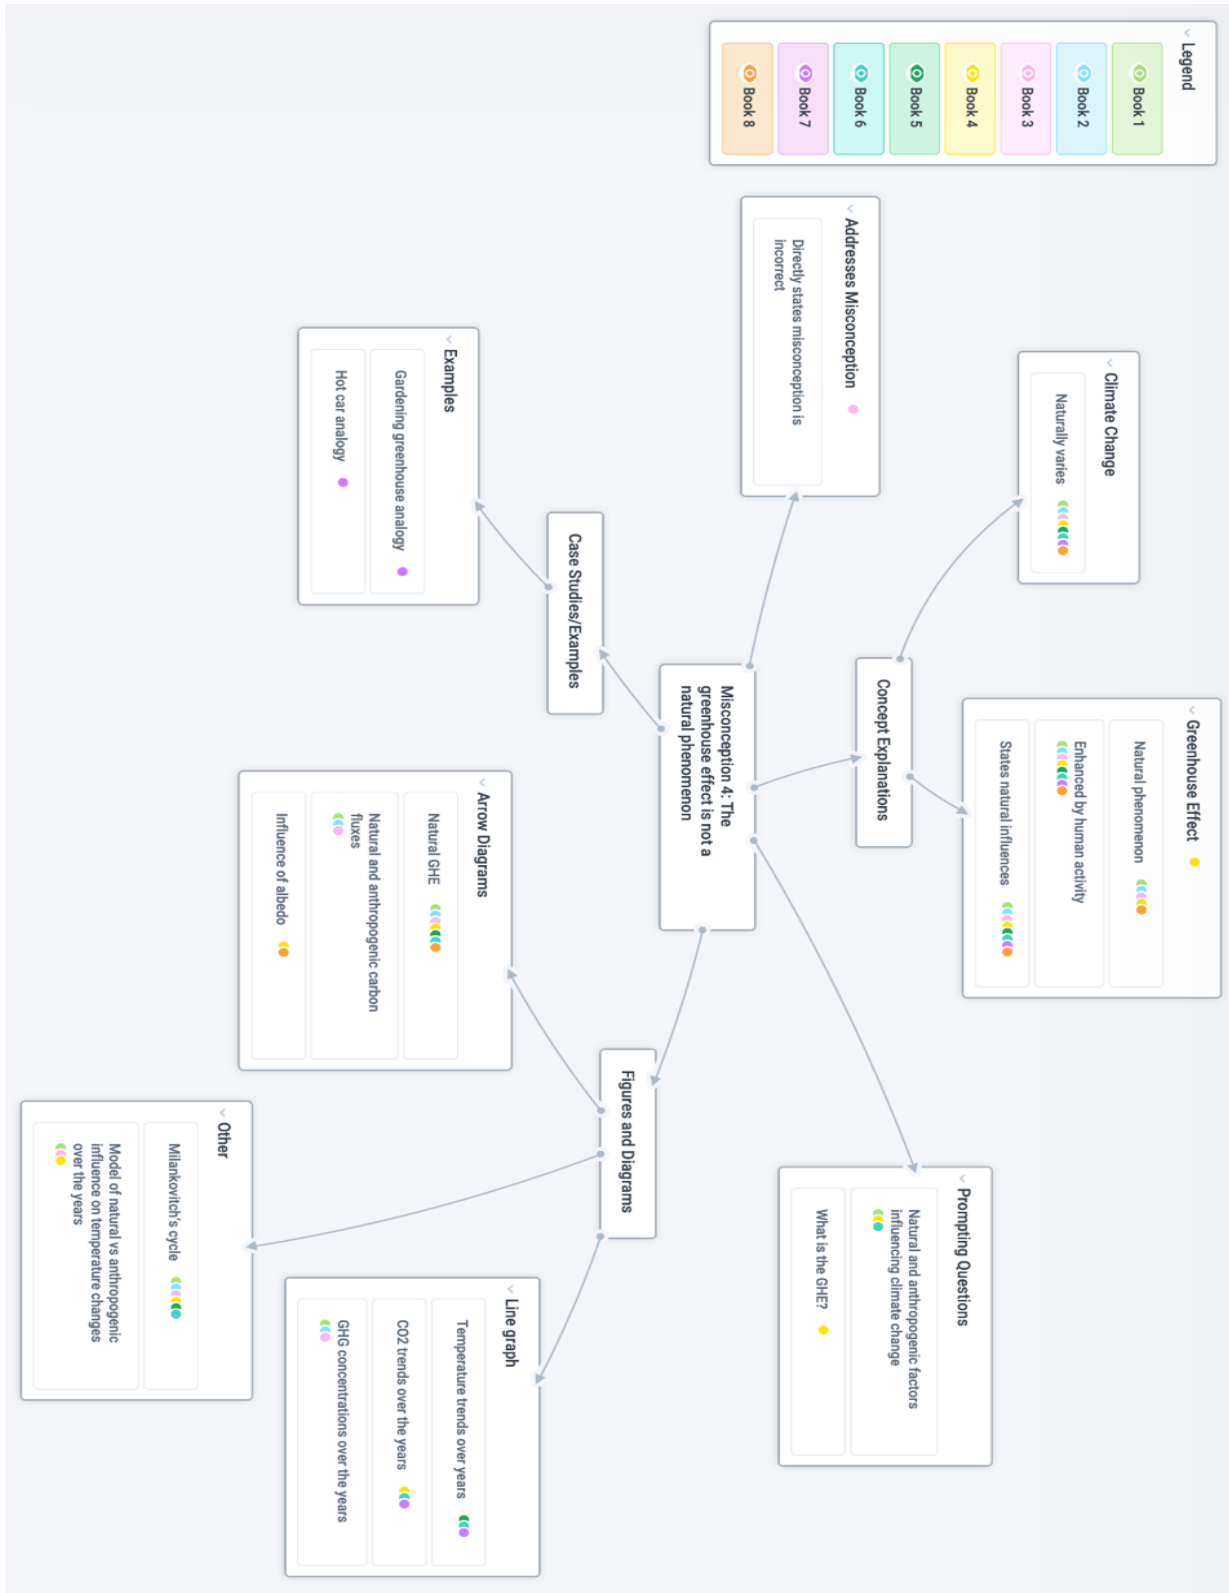 Legend
Book 1
Book 2
Book 3
Book 4
Book 5
Book 6
Book 7
Book 8
Climate Change
Naturally varies
Greenhouse Effect
Natural phenomenon
Enhanced by human activity
States natural influences
Addresses Misconception
Directly states misconception is
incorrect
Concept Explanations
Misconception 4: The
greenhouse effect is not a
natural phenomenon
Prompting Questions
Natural and anthropogenic factors
influencing climate change
What is the GHE?
Case Studies/Examples
Examples
Gardening greenhouse analogy
Hot car analogy
Figures and Diagrams
Arrow Diagrams
Natural GHE
Natural and anthropogenic carbon
fluxes
Influence of albedo
Line graph
Temperature trends over years
CO2 trends over the years
GHG concentrations over the years
Other
Milankovitch's cycle
Model of natural vs anthropogenic
influence on temperature changes
over the years